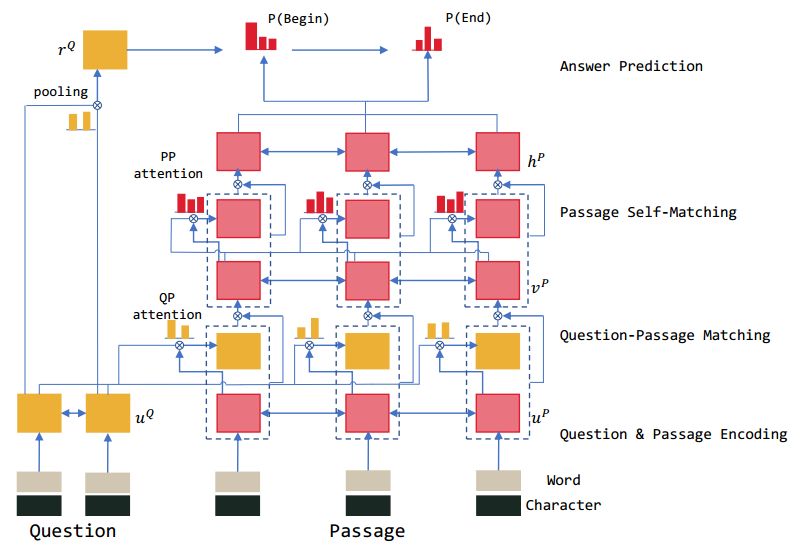 P(Begin)
P(End)
r^Q
Answer Prediction
pooling
PP
attention
h^P
Passage Self-Matching
v^P
QP
attention
Question-Passage Matching
u^Q
u^P
Question & Passage Encoding
Word
Character
Question
Passage